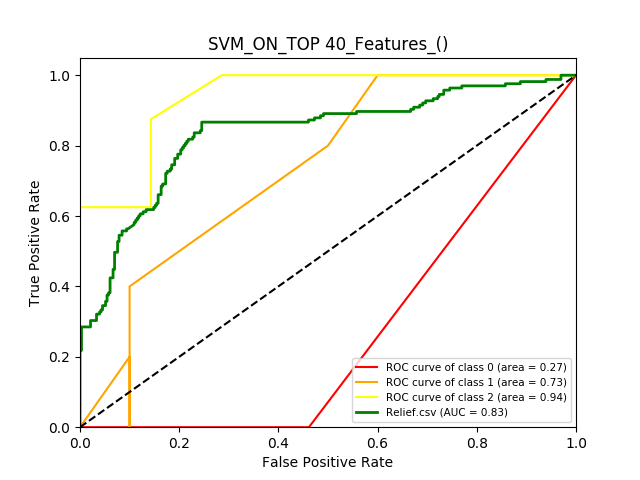 SVM_ON_TOP 40_Features_()
True Positive Rate
1.0
0.8
0.6
0.4
0.2
0.0
0.0 0.2 0.4 0.6 0.8 1.0
False Positive Rate
ROC curve of class 0 (area = 0.27)
ROC curve of class 1 (area = 0.73)
ROC curve of class 2 (area = 0.94)
Relief.csv (AUC = 0.83)